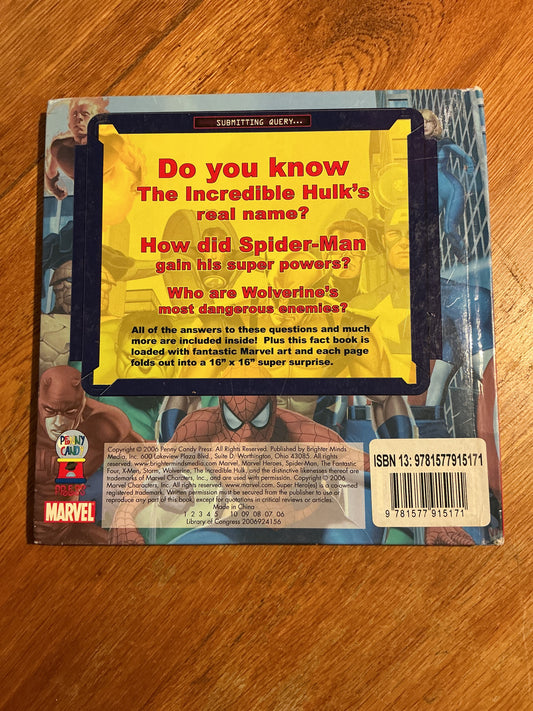 SUBMITTING QUERY...
Do you know
The Incredible Hulk's
real name?
How did Spider-Man
gain his super powers?
Who are Wolverine's
most dangerous enemies?
All of the answers to these questions and much
more are included inside! Plus this fact book is
loaded with fantastic Marvel art and each page
folds out into a 16" x 16" super surprise.
PENNY
CANDY
PRESS
MARVEL
Copyright © 2006 Penny Candy Press. All Rights Reserved. Published by Brighter Minds
Media, Inc. 600 Lakeview Plaza Blvd., Suite D. Worthington, Ohio 43085. All rights
reserved. www.brightermindsmedia.com. Marvel, Marvel Heroes, Spider-Man, The Fantastic
Four, X-Men, Storm, Wolverine, The Incredible Hulk, and the distinctive likenesses thereof are
trademarks of Marvel Characters, Inc., and are used with permission. Copyright © 2006
Marvel Characters, Inc. All rights reserved. www.marvel.com. Super Hero(es) is a co-owned
registered trademark. Written permission must be secured from the publisher to use or
reproduce any part of this book, except for quotations in critical reviews or articles.
Made in China
1 2 3 4 5 10 09 08 07 06
Library of Congress 2006924156
ISBN 13: 9781577915171
9 781577 915171